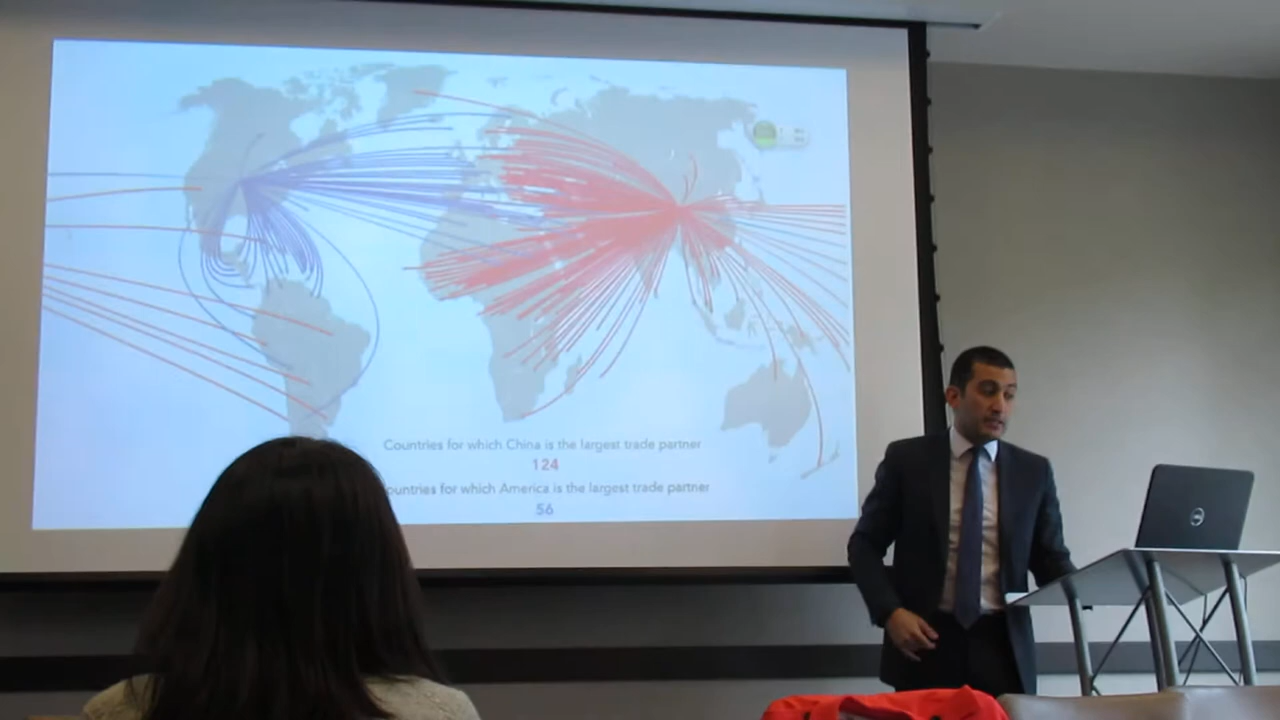 Countries for which China is the largest trade partner
124
ountries for which America is the largest trade partner
56
DELL